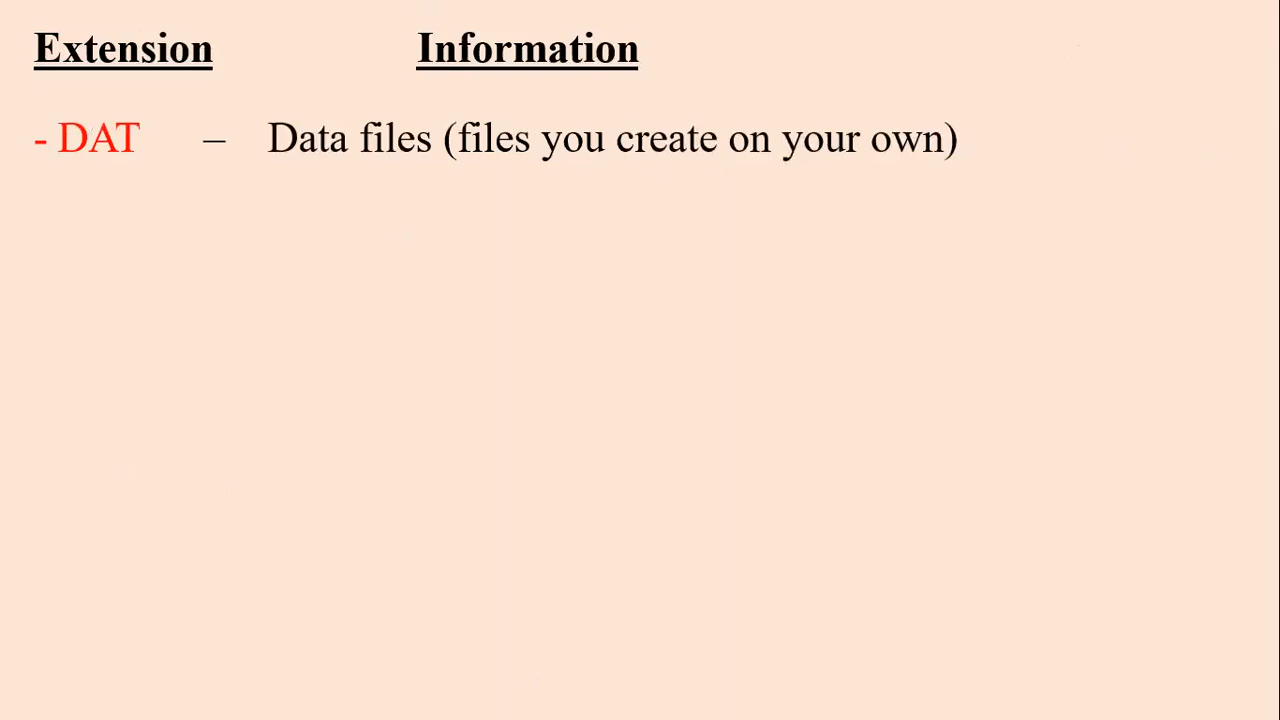 Extension Information
- DAT – Data files (files you create on your own)